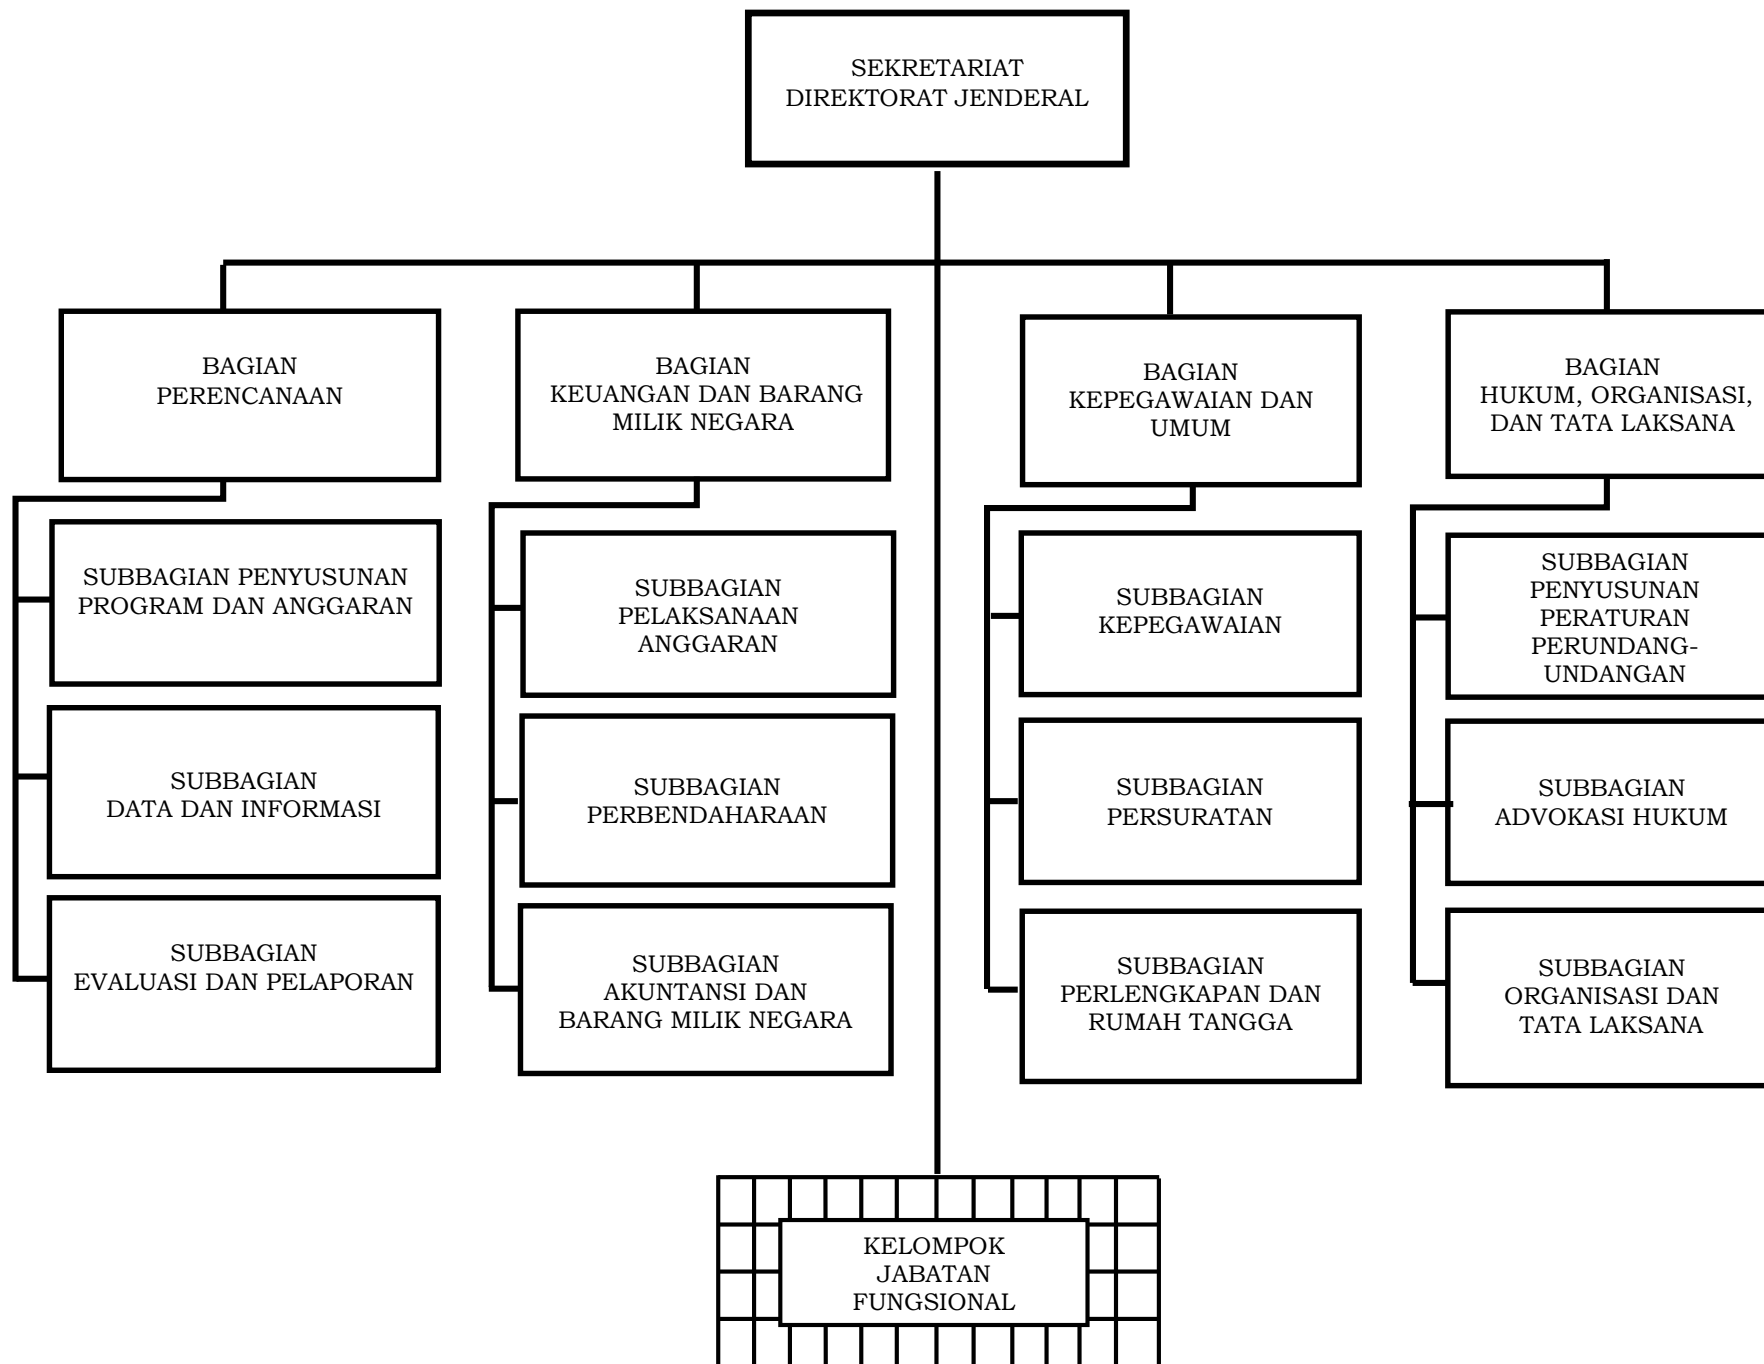 SEKRETARIAT
DIREKTORAT JENDERAL
BAGIAN
PERENCANAAN
BAGIAN
KEUANGAN DAN BARANG
MILIK NEGARA
BAGIAN
KEPEGAWAIAN DAN
UMUM
BAGIAN
HUKUM, ORGANISASI,
DAN TATA LAKSANA
SUBBAGIAN PENYUSUNAN
PROGRAM DAN ANGGARAN
SUBBAGIAN
PELAKSANAAN
ANGGARAN
SUBBAGIAN
KEPEGAWAIAN
SUBBAGIAN
PENYUSUNAN
PERATURAN
PERUNDANG-
UNDANGAN
SUBBAGIAN
DATA DAN INFORMASI
SUBBAGIAN
PERBENDAHARAAN
SUBBAGIAN
PERSURATAN
SUBBAGIAN
ADVOKASI HUKUM
SUBBAGIAN
EVALUASI DAN PELAPORAN
SUBBAGIAN
AKUNTANSI DAN
BARANG MILIK NEGARA
SUBBAGIAN
PERLENGKAPAN DAN
RUMAH TANGGA
SUBBAGIAN
ORGANISASI DAN
TATA LAKSANA
KELOMPOK
JABATAN
FUNGSIONAL